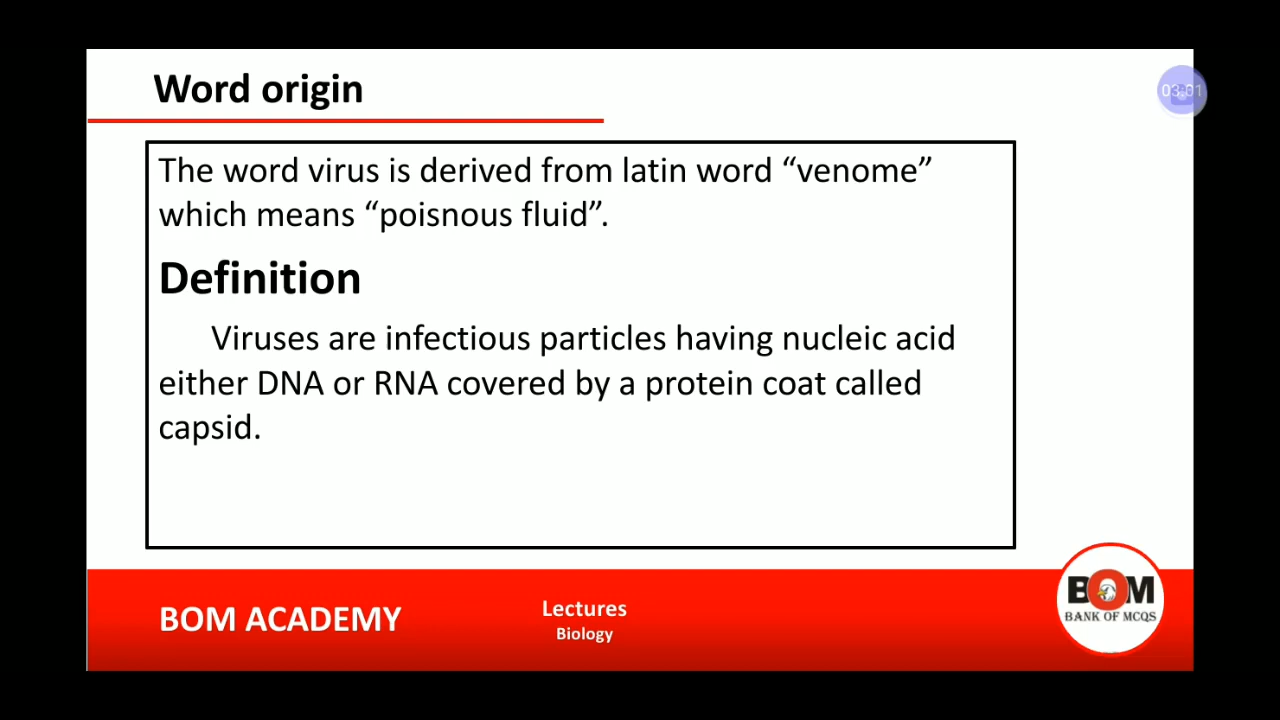 Word origin
03:01
The word virus is derived from latin word “venome”
which means “poisnous fluid”.
Definition
Viruses are infectious particles having nucleic acid
either DNA or RNA covered by a protein coat called
capsid.
BOM ACADEMY
Lectures
Biology
BOM
BANK OF MCQS